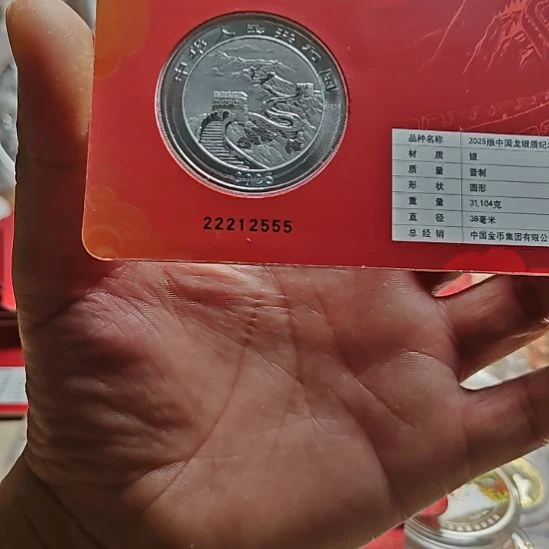 中华人民共和国
2025
22212555
品种名称 2025版中国龙银质纪
材质 银
质量 普制
形状 圆形
重量 31.104克
直径 38毫米
总经销 中国金币集团有限公